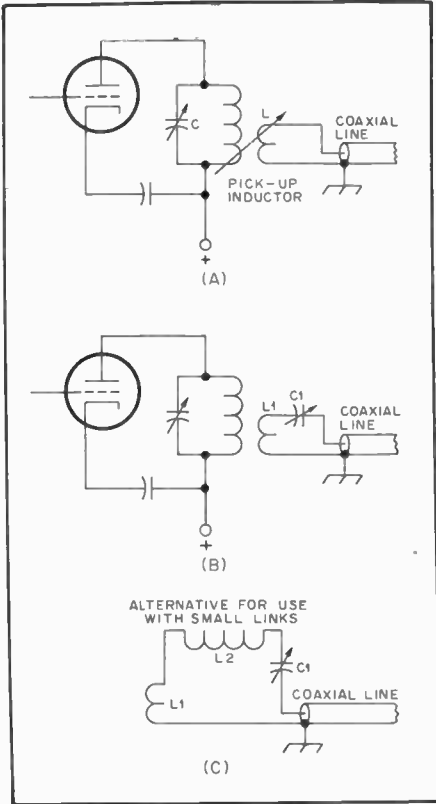 C
L
COAXIAL
LINE
PICK-UP
INDUCTOR
+
(A)
L1
C1
COAXIAL
LINE
+
(B)
ALTERNATIVE FOR USE
WITH SMALL LINKS
L2
C1
L1
COAXIAL LINE
(C)